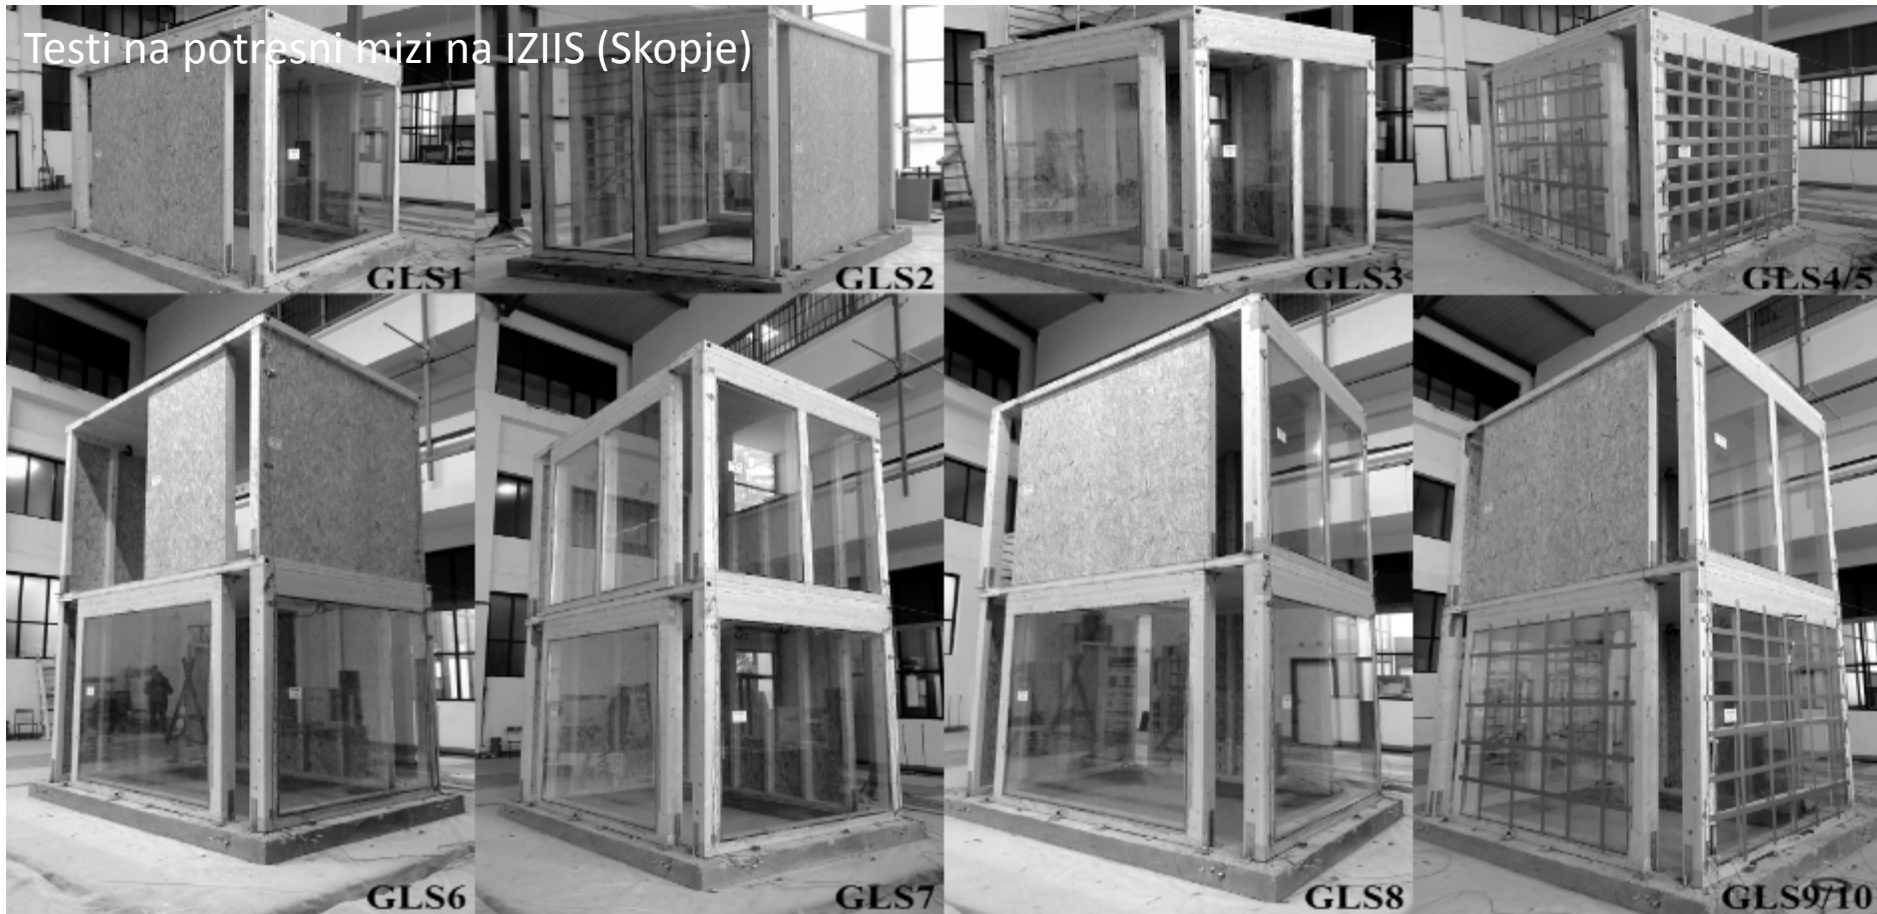 Testi na potresni mizi na IZIIS (Skopje)
GLS1
GLS2
GLS3
GLS4/5
GLS6
GLS7
GLS8
GLS9/10